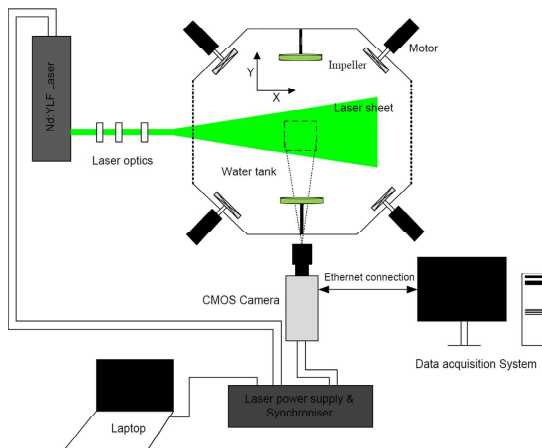 Motor
Impeller
Y
X
Nd:YLF Laser
Laser sheet
Laser optics
Water tank
Ethernet connection
CMOS Camera
Data acquisition System
Laser power supply &
Synchroniser
Laptop